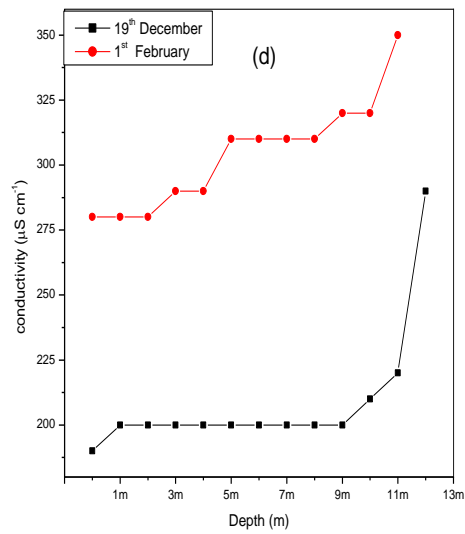 350
19th December
1st February
(d)
325
300
275
250
225
200
conductivity (μS cm-1)
1m
3m
5m
7m
9m
11m
13m
Depth (m)